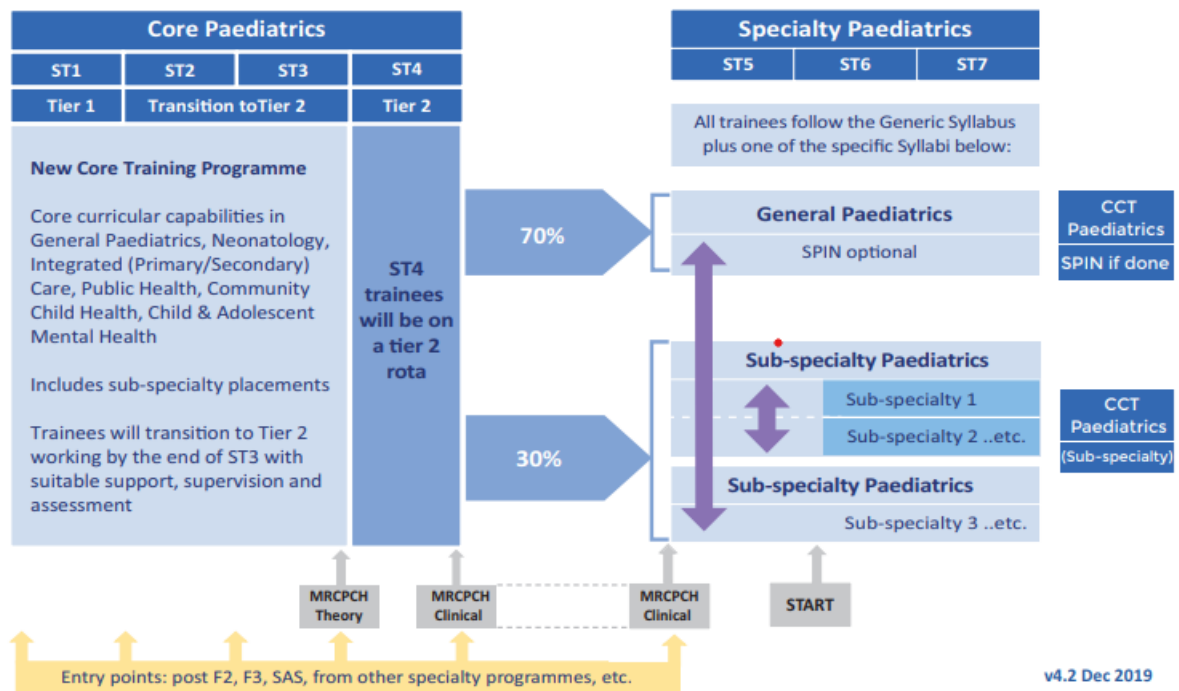 Core Paediatrics
ST1
ST2
ST3
ST4
Tier 1
Transition toTier 2
Tier 2
New Core Training Programme
Core curricular capabilities in
General Paediatrics, Neonatology,
Integrated (Primary/Secondary)
Care, Public Health, Community
Child Health, Child & Adolescent
Mental Health
Includes sub-specialty placements
Trainees will transition to Tier 2
working by the end of ST3 with
suitable support, supervision and
assessment
ST4
trainees
will be on
a tier 2
rota
70%
30%
Specialty Paediatrics
ST5
ST6
ST7
All trainees follow the Generic Syllabus
plus one of the specific Syllabi below:
General Paediatrics
SPIN optional
CCT
Paediatrics
SPIN if done
Sub-specialty Paediatrics
Sub-specialty 1
Sub-specialty 2 ..etc.
Sub-specialty Paediatrics
Sub-specialty 3 ..etc.
CCT
Paediatrics
(Sub-specialty)
MRCPCH
Theory
MRCPCH
Clinical
MRCPCH
Clinical
START
Entry points: post F2, F3, SAS, from other specialty programmes, etc.
v4.2 Dec 2019